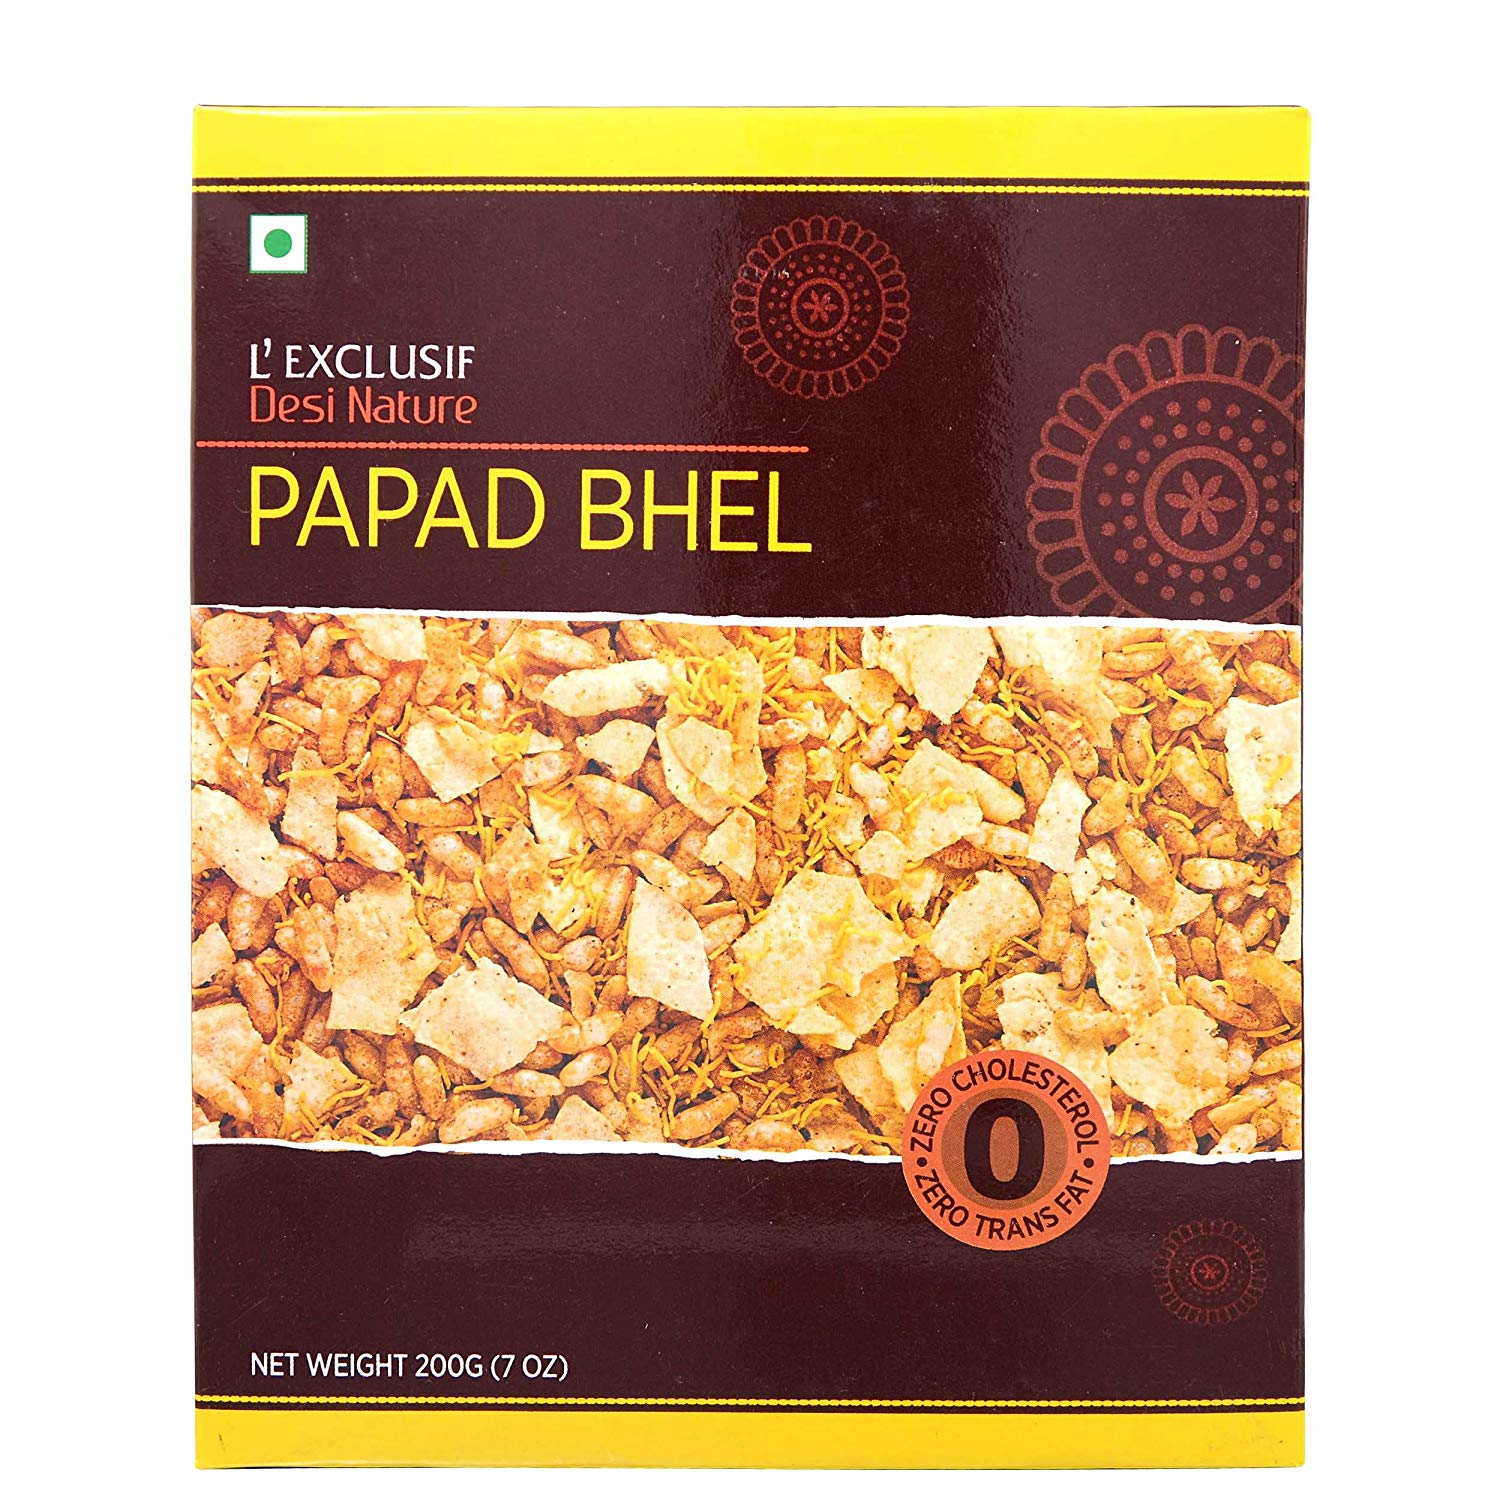 L' EXCLUSIF
Desi Nature
PAPAD BHEL
ZERO CHOLESTEROL
0
ZERO TRANS FAT
NET WEIGHT 200G (7 OZ)